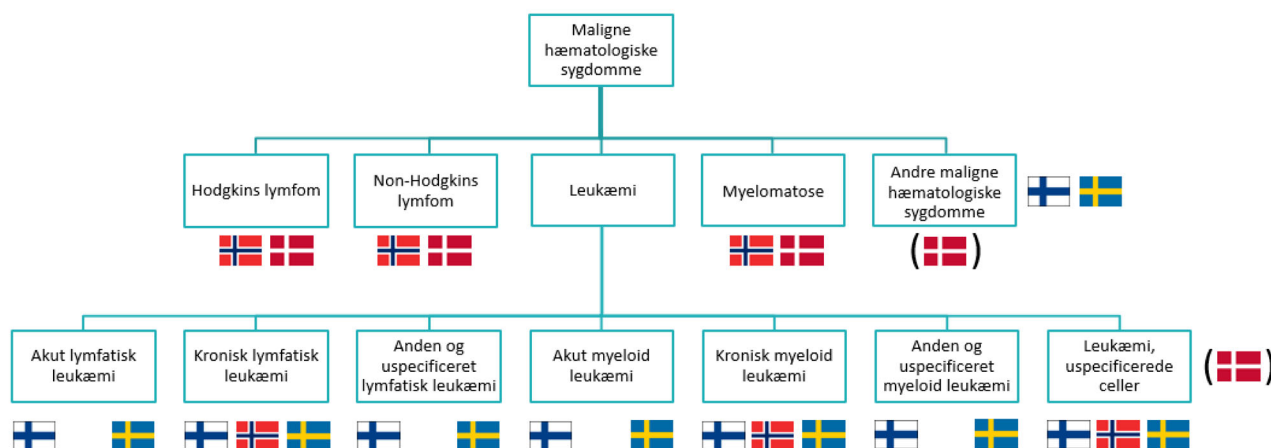 Maligne
hæmatologiske
sygdomme
Hodgkins lymfom
Non-Hodgkins
lymfom
Leukæmi
Myelomatose
Andre maligne
hæmatologiske
sygdomme
( )
Akut lymfatisk
leukæmi
Kronisk lymfatisk
leukæmi
Anden og
uspecificeret
lymfatisk leukæmi
Akut myeloid
leukæmi
Kronisk myeloid
leukæmi
Anden og
uspecificeret
myeloid leukæmi
Leukæmi,
uspecificerede
celler
( )